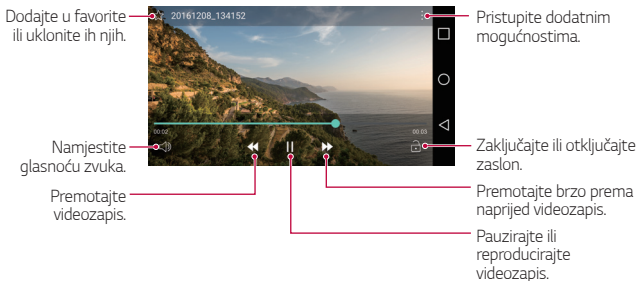 Dodajte u favorite
ili uklonite ih njih.
20161208_134152
Pristupite dodatnim
mogućnostima.
00:02
00:03
Namjestite
glasnoću zvuka.
Zaključajte ili otključajte
zaslon.
Premotajte
videozapis.
Premotajte brzo prema
naprijed videozapis.
Pauzirajte ili
reproducirajte
videozapis.